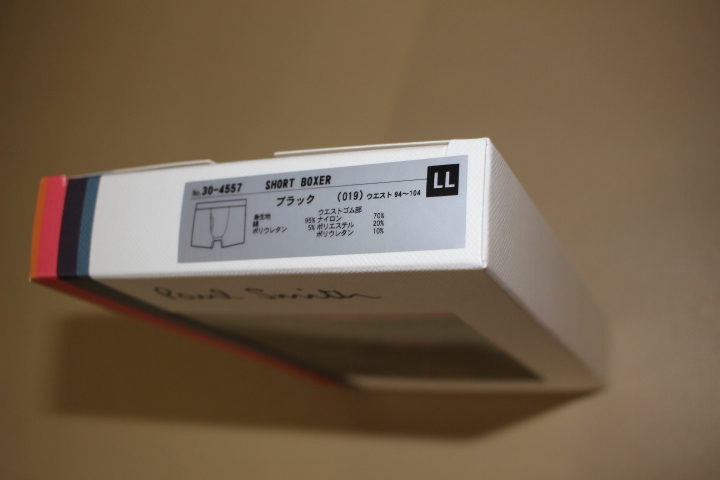 No. 30-4557 SHORT BOXER LL
ブラック (019) ウエスト 94～104
身生地 ウエストゴム部
綿 95% ナイロン 70%
ポリウレタン 5% ポリエステル 20%
ポリウレタン 10%
Paul Smith